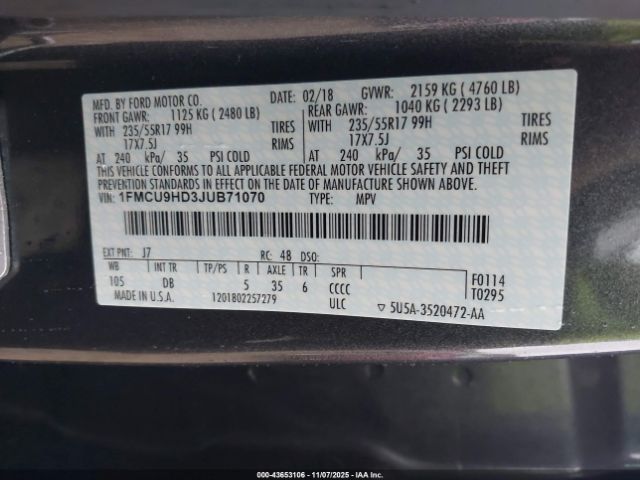 MFD. BY FORD MOTOR CO. DATE: 02/18 GVWR: 2159 KG ( 4760 LB)
FRONT GAWR: 1125 KG ( 2480 LB) REAR GAWR: 1040 KG ( 2293 LB)
WITH 235/55R17 99H TIRES WITH 235/55R17 99H TIRES
17X7.5J RIMS 17X7.5J RIMS
AT 240 kPa/ 35 PSI COLD AT 240 kPa/ 35 PSI COLD
THIS VEHICLE CONFORMS TO ALL APPLICABLE FEDERAL MOTOR VEHICLE SAFETY AND THEFT
PREVENTION STANDARDS IN EFFECT ON THE DATE OF MANUFACTURE SHOWN ABOVE.
VIN: 1FMCU9HD3JUB71070 TYPE: MPV
EXT PNT: J7 RC: 48 DSO:
WB INT TR TP/PS R AXLE TR SPR F0114
105 DB 5 35 6 CCCC T0295
MADE IN U.S.A. 1201802257279 ULC ▽ 5U5A-3520472-AA
000-43653106 - 11/07/2025 - IAA Inc.